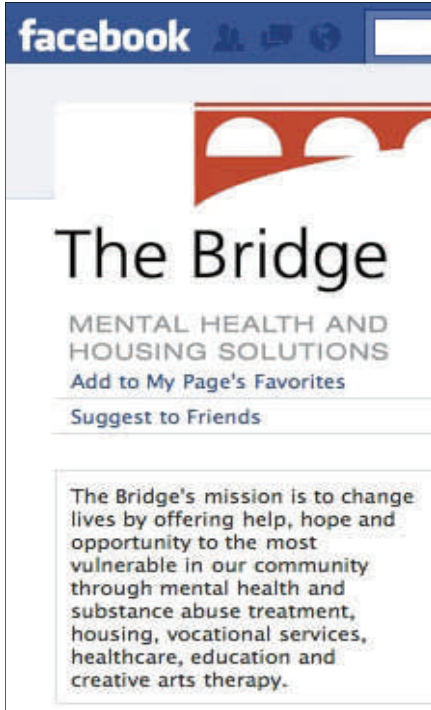 facebook
The Bridge
MENTAL HEALTH AND
HOUSING SOLUTIONS
Add to My Page's Favorites
Suggest to Friends
The Bridge's mission is to change
lives by offering help, hope and
opportunity to the most
vulnerable in our community
through mental health and
substance abuse treatment,
housing, vocational services,
healthcare, education and
creative arts therapy.